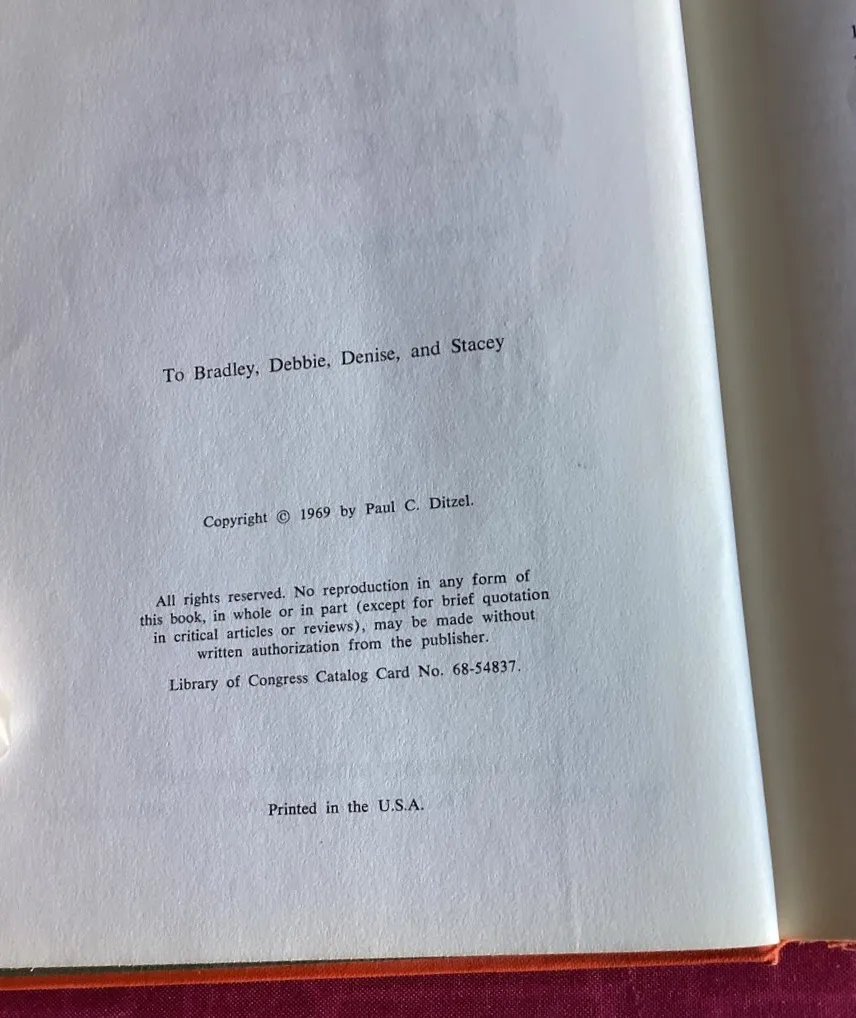 To Bradley, Debbie, Denise, and Stacey
Copyright © 1969 by Paul C. Ditzel.
All rights reserved. No reproduction in any form of
this book, in whole or in part (except for brief quotation
in critical articles or reviews), may be made without
written authorization from the publisher.
Library of Congress Catalog Card No. 68-54837.
Printed in the U.S.A.